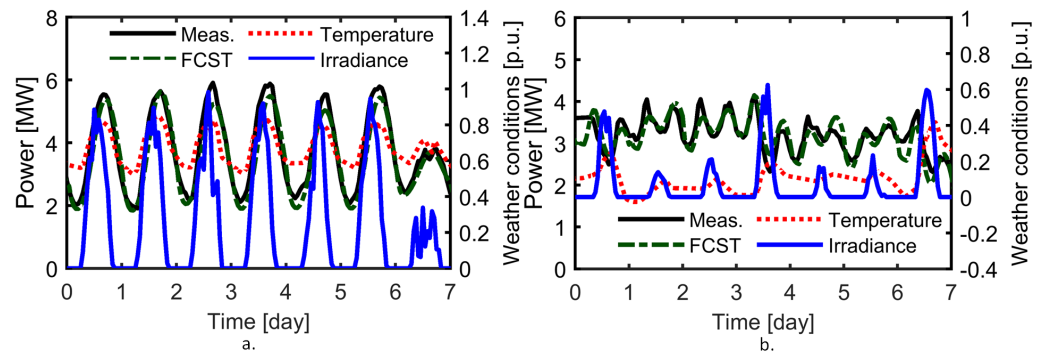 8
6
4
2
0
Power [MW]
Meas.
Temperature
FCST
Irradiance
1.4
1.2
1
0.8
0.6
0.4
0.2
0
Weather conditions [p.u.]
0 1 2 3 4 5 6 7
Time [day]
a.
6
5
4
3
2
1
0
Power [MW]
Meas.
Temperature
FCST
Irradiance
1
0.8
0.6
0.4
0.2
0
-0.2
-0.4
Weather conditions [p.u.]
0 1 2 3 4 5 6 7
Time [day]
b.